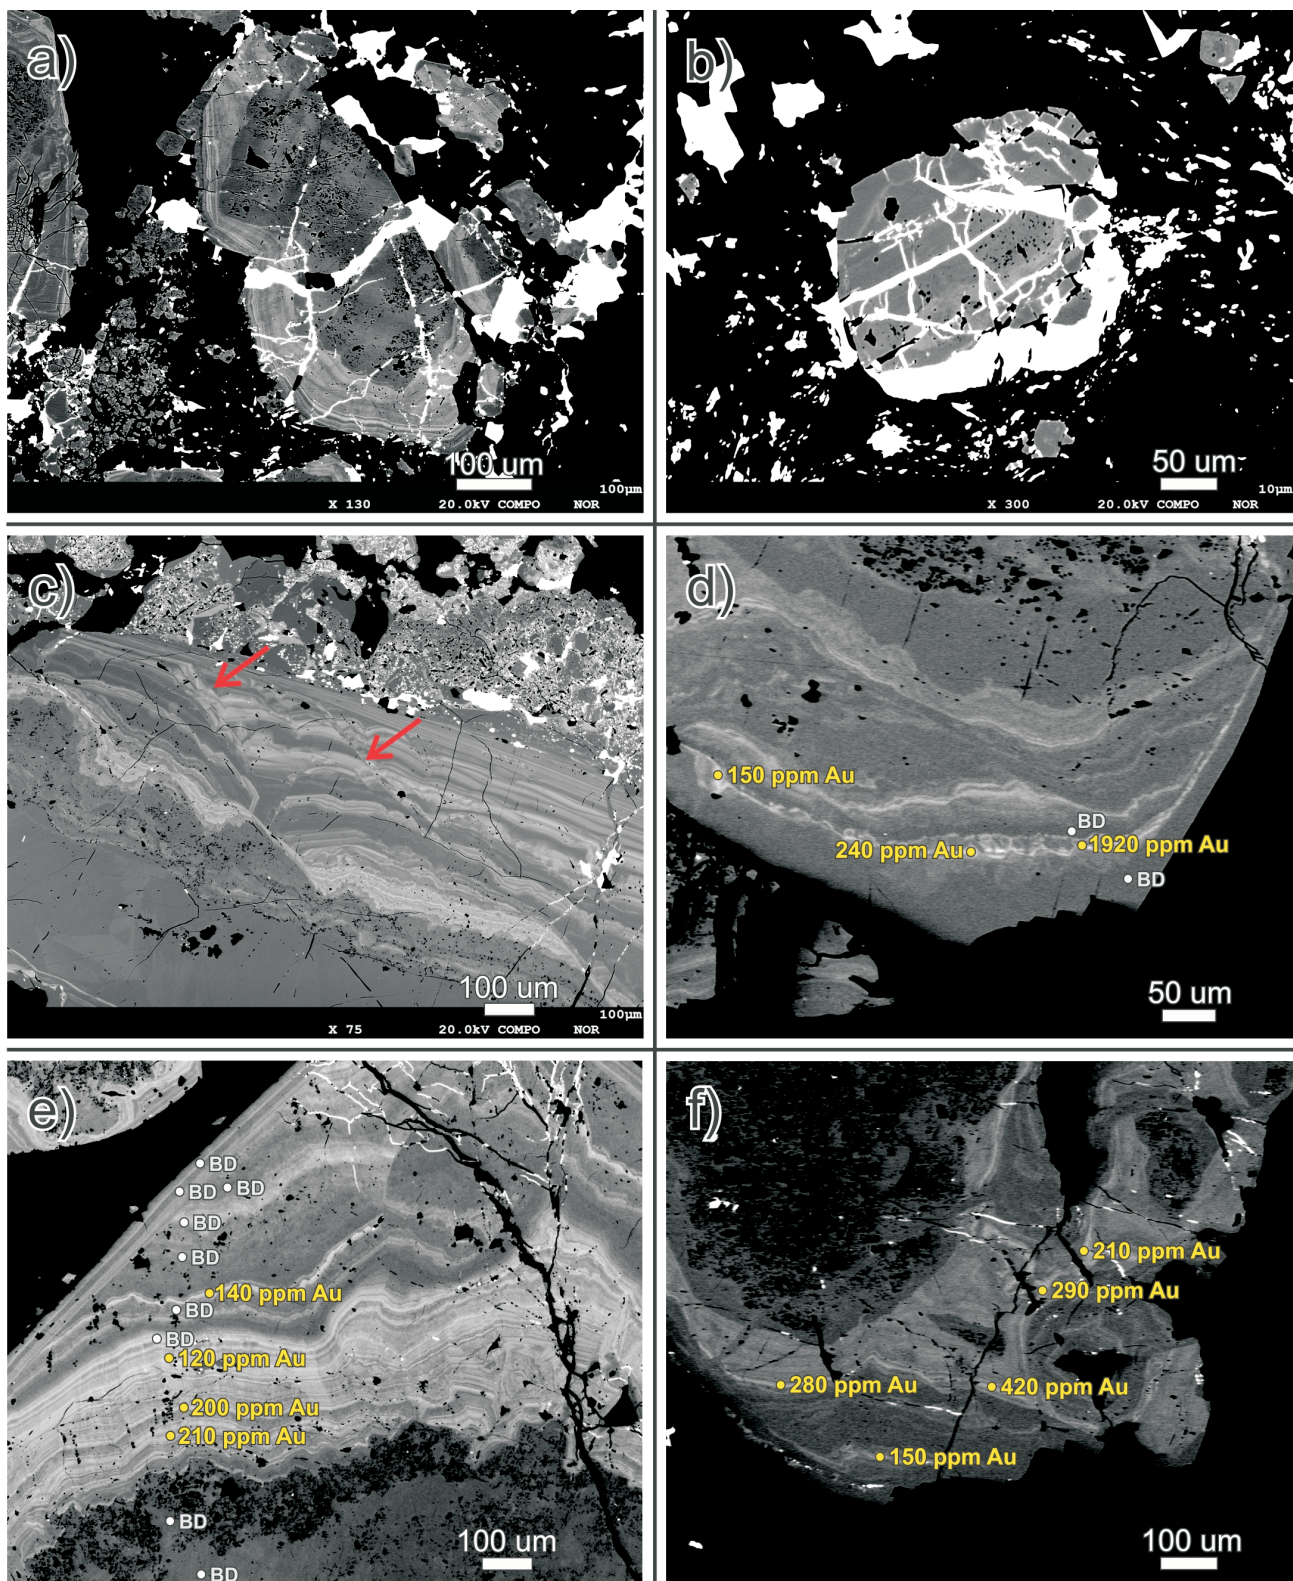 a)
100 um
100µm
X 130 20.0kV COMPO NOR
b)
50 um
10µm
X 300 20.0kV COMPO NOR
c)
100 um
100µm
X 75 20.0kV COMPO NOR
d)
150 ppm Au
BD
240 ppm Au
1920 ppm Au
BD
50 um
e)
BD
BD
BD
BD
BD
140 ppm Au
BD
BD
120 ppm Au
200 ppm Au
210 ppm Au
BD
100 um
BD
f)
210 ppm Au
290 ppm Au
280 ppm Au
420 ppm Au
150 ppm Au
100 um